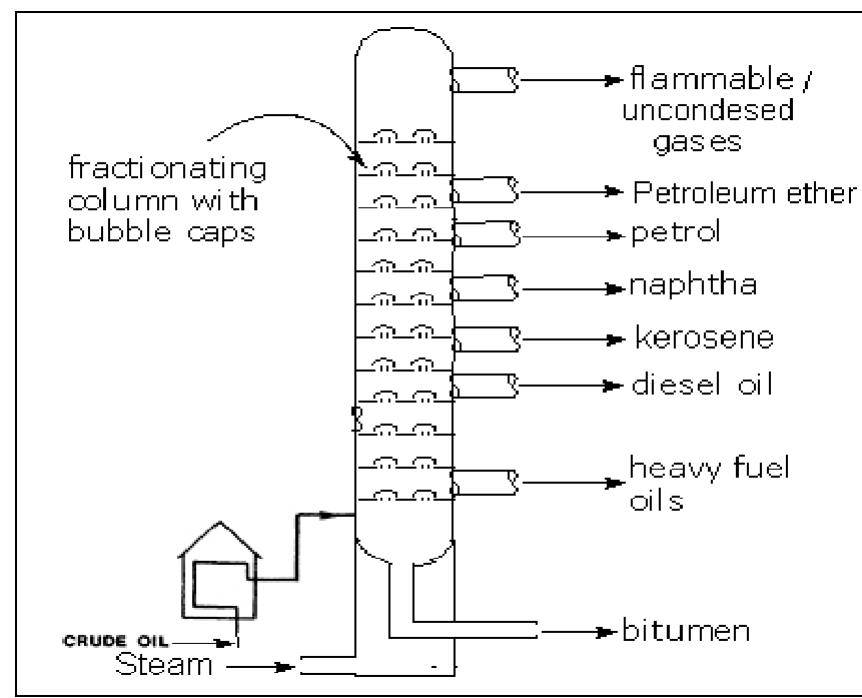 flammable /
uncondesed
gases
fractionating
column with
bubble caps
Petroleum ether
petrol
naphtha
kerosene
diesel oil
heavy fuel
oils
CRUDE OIL
Steam
bitumen